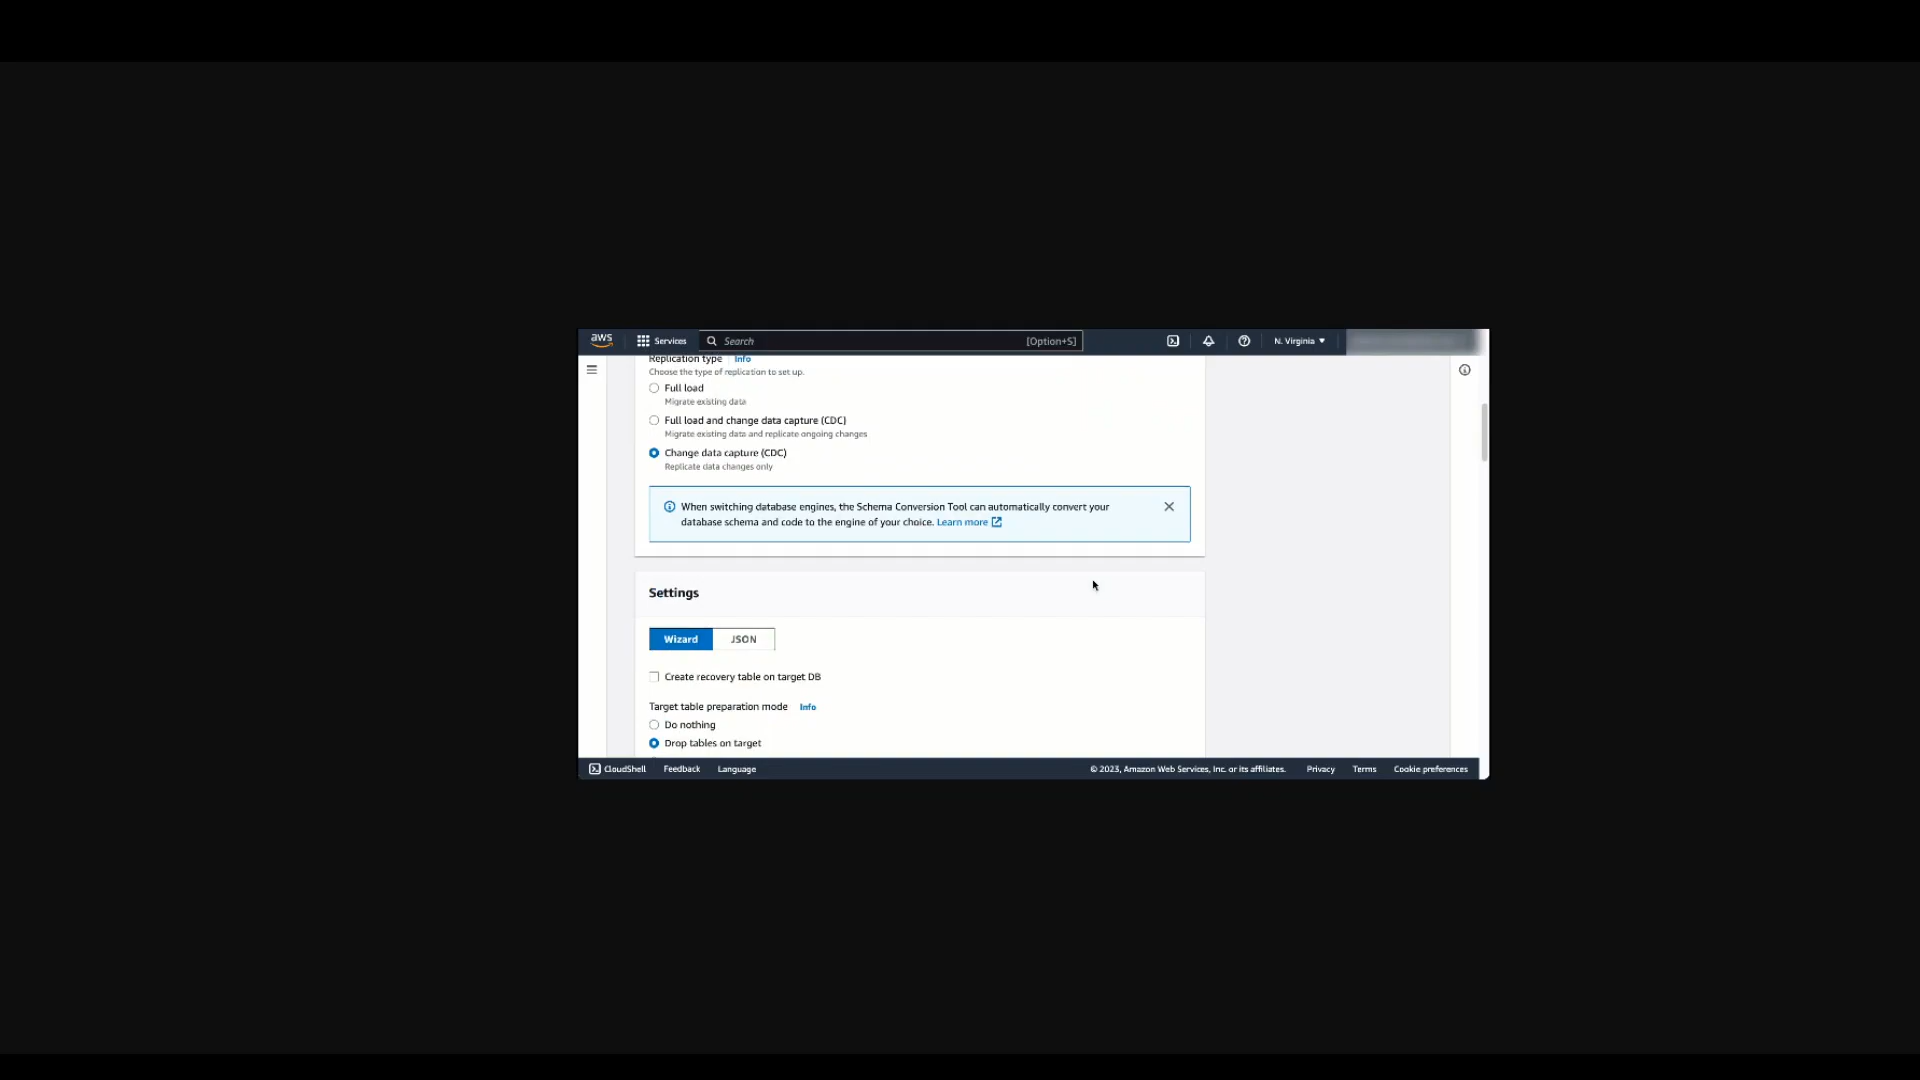 aws
Services
Search
[Option+S]
N. Virginia
Replication type Info
Choose the type of replication to set up.
Full load
Migrate existing data
Full load and change data capture (CDC)
Migrate existing data and replicate ongoing changes
Change data capture (CDC)
Replicate data changes only
When switching database engines, the Schema Conversion Tool can automatically convert your
database schema and code to the engine of your choice. Learn more
Settings
Wizard
JSON
Create recovery table on target DB
Target table preparation mode Info
Do nothing
Drop tables on target
CloudShell
Feedback
Language
© 2023, Amazon Web Services, Inc. or its affiliates.
Privacy
Terms
Cookie preferences